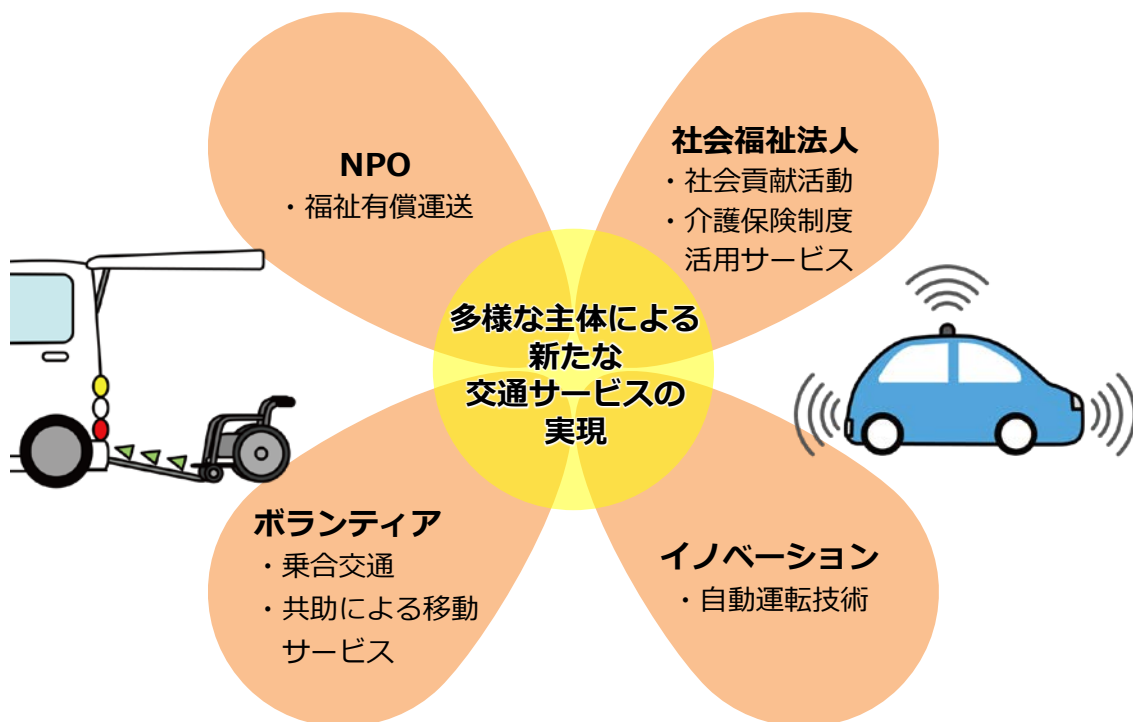 NPO
・福祉有償運送
社会福祉法人
・社会貢献活動
・介護保険制度
活用サービス
多様な主体による
新たな
交通サービスの
実現
ボランティア
・乗合交通
・共助による移動
サービス
イノベーション
・自動運転技術